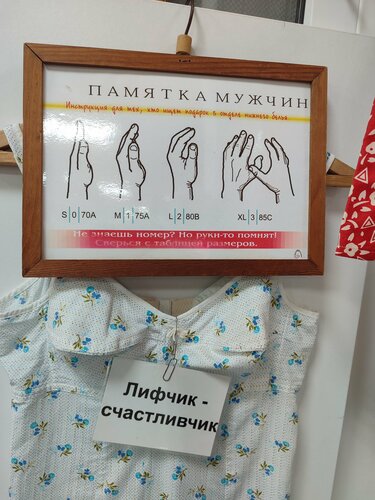 ПАМЯТКА МУЖЧИН
Инструкция для тех, кто ищет подарок в отделе нижнего белья
S 0 70A M 1 75A L 2 80B XL 3 85C
Не знаешь номер? Но руки-то помнят!
Сверься с таблицей размеров.
Лифчик -
счастливчик